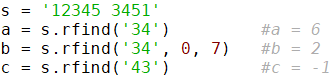 s = '12345 3451'
a = s.rfind('34') #a = 6
b = s.rfind('34', 0, 7) #b = 2
c = s.rfind('43') #c = -1